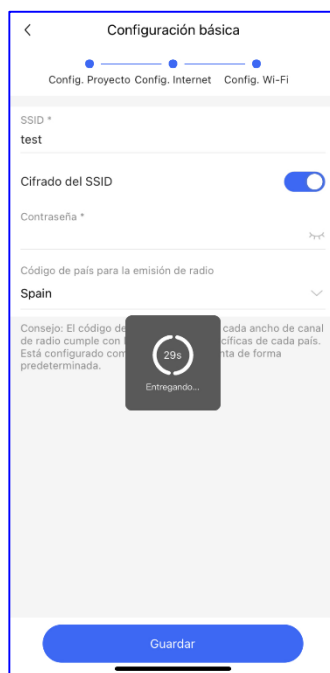 Configuración básica
Config. Proyecto Config. Internet Config. Wi-Fi
SSID *
test
Cifrado del SSID
Contraseña *
Código de país para la emisión de radio
Spain
Consejo: El código de cada ancho de canal
de radio cumple con cíficas de cada país.
Está configurado com nta de forma
predeterminada.
29s
Entregando...
Guardar